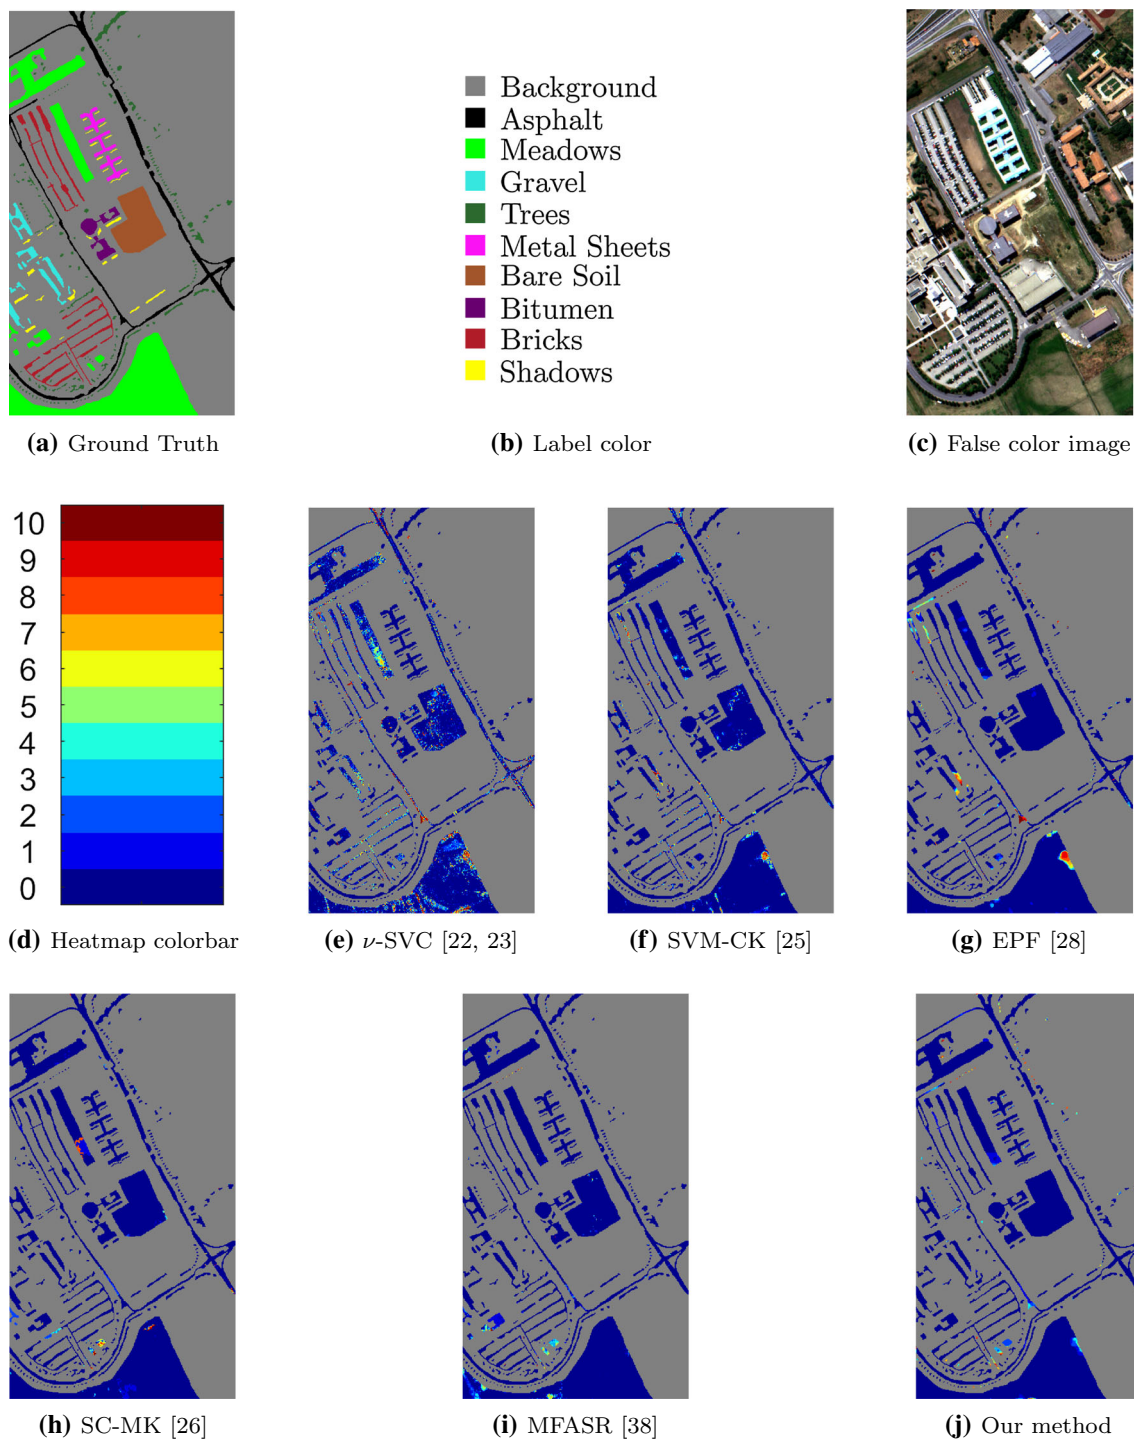 Background
Asphalt
Meadows
Gravel
Trees
Metal Sheets
Bare Soil
Bitumen
Bricks
Shadows
(a) Ground Truth
(b) Label color
(c) False color image
10
9
8
7
6
5
4
3
2
1
0
(d) Heatmap colorbar
(e) ν-SVC [22, 23]
(f) SVM-CK [25]
(g) EPF [28]
(h) SC-MK [26]
(i) MFASR [38]
(j) Our method